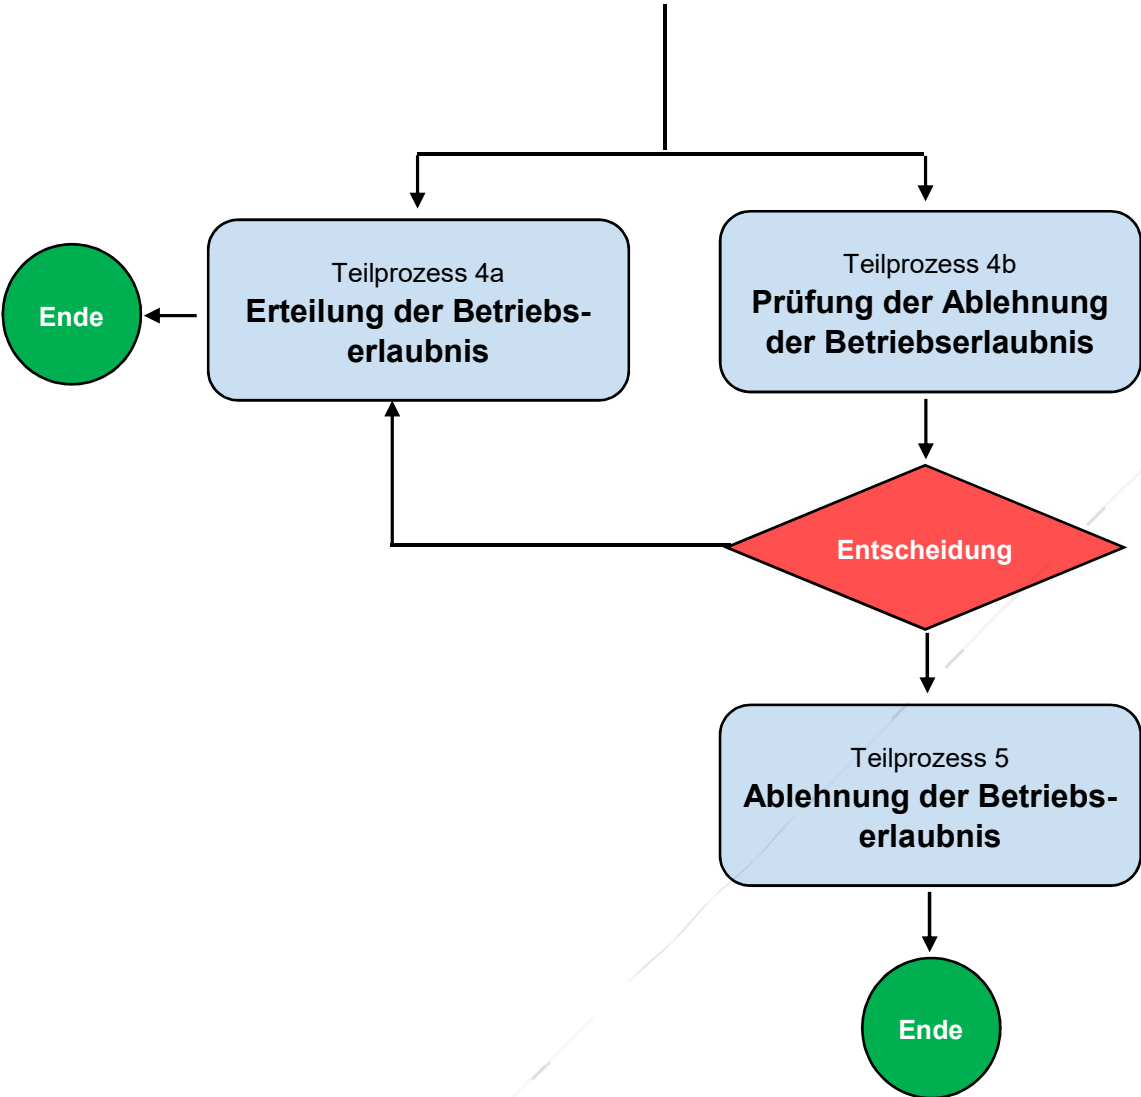 Teilprozess 4a
Erteilung der Betriebs-
erlaubnis
Ende
Teilprozess 4b
Prüfung der Ablehnung
der Betriebserlaubnis
Entscheidung
Teilprozess 5
Ablehnung der Betriebs-
erlaubnis
Ende